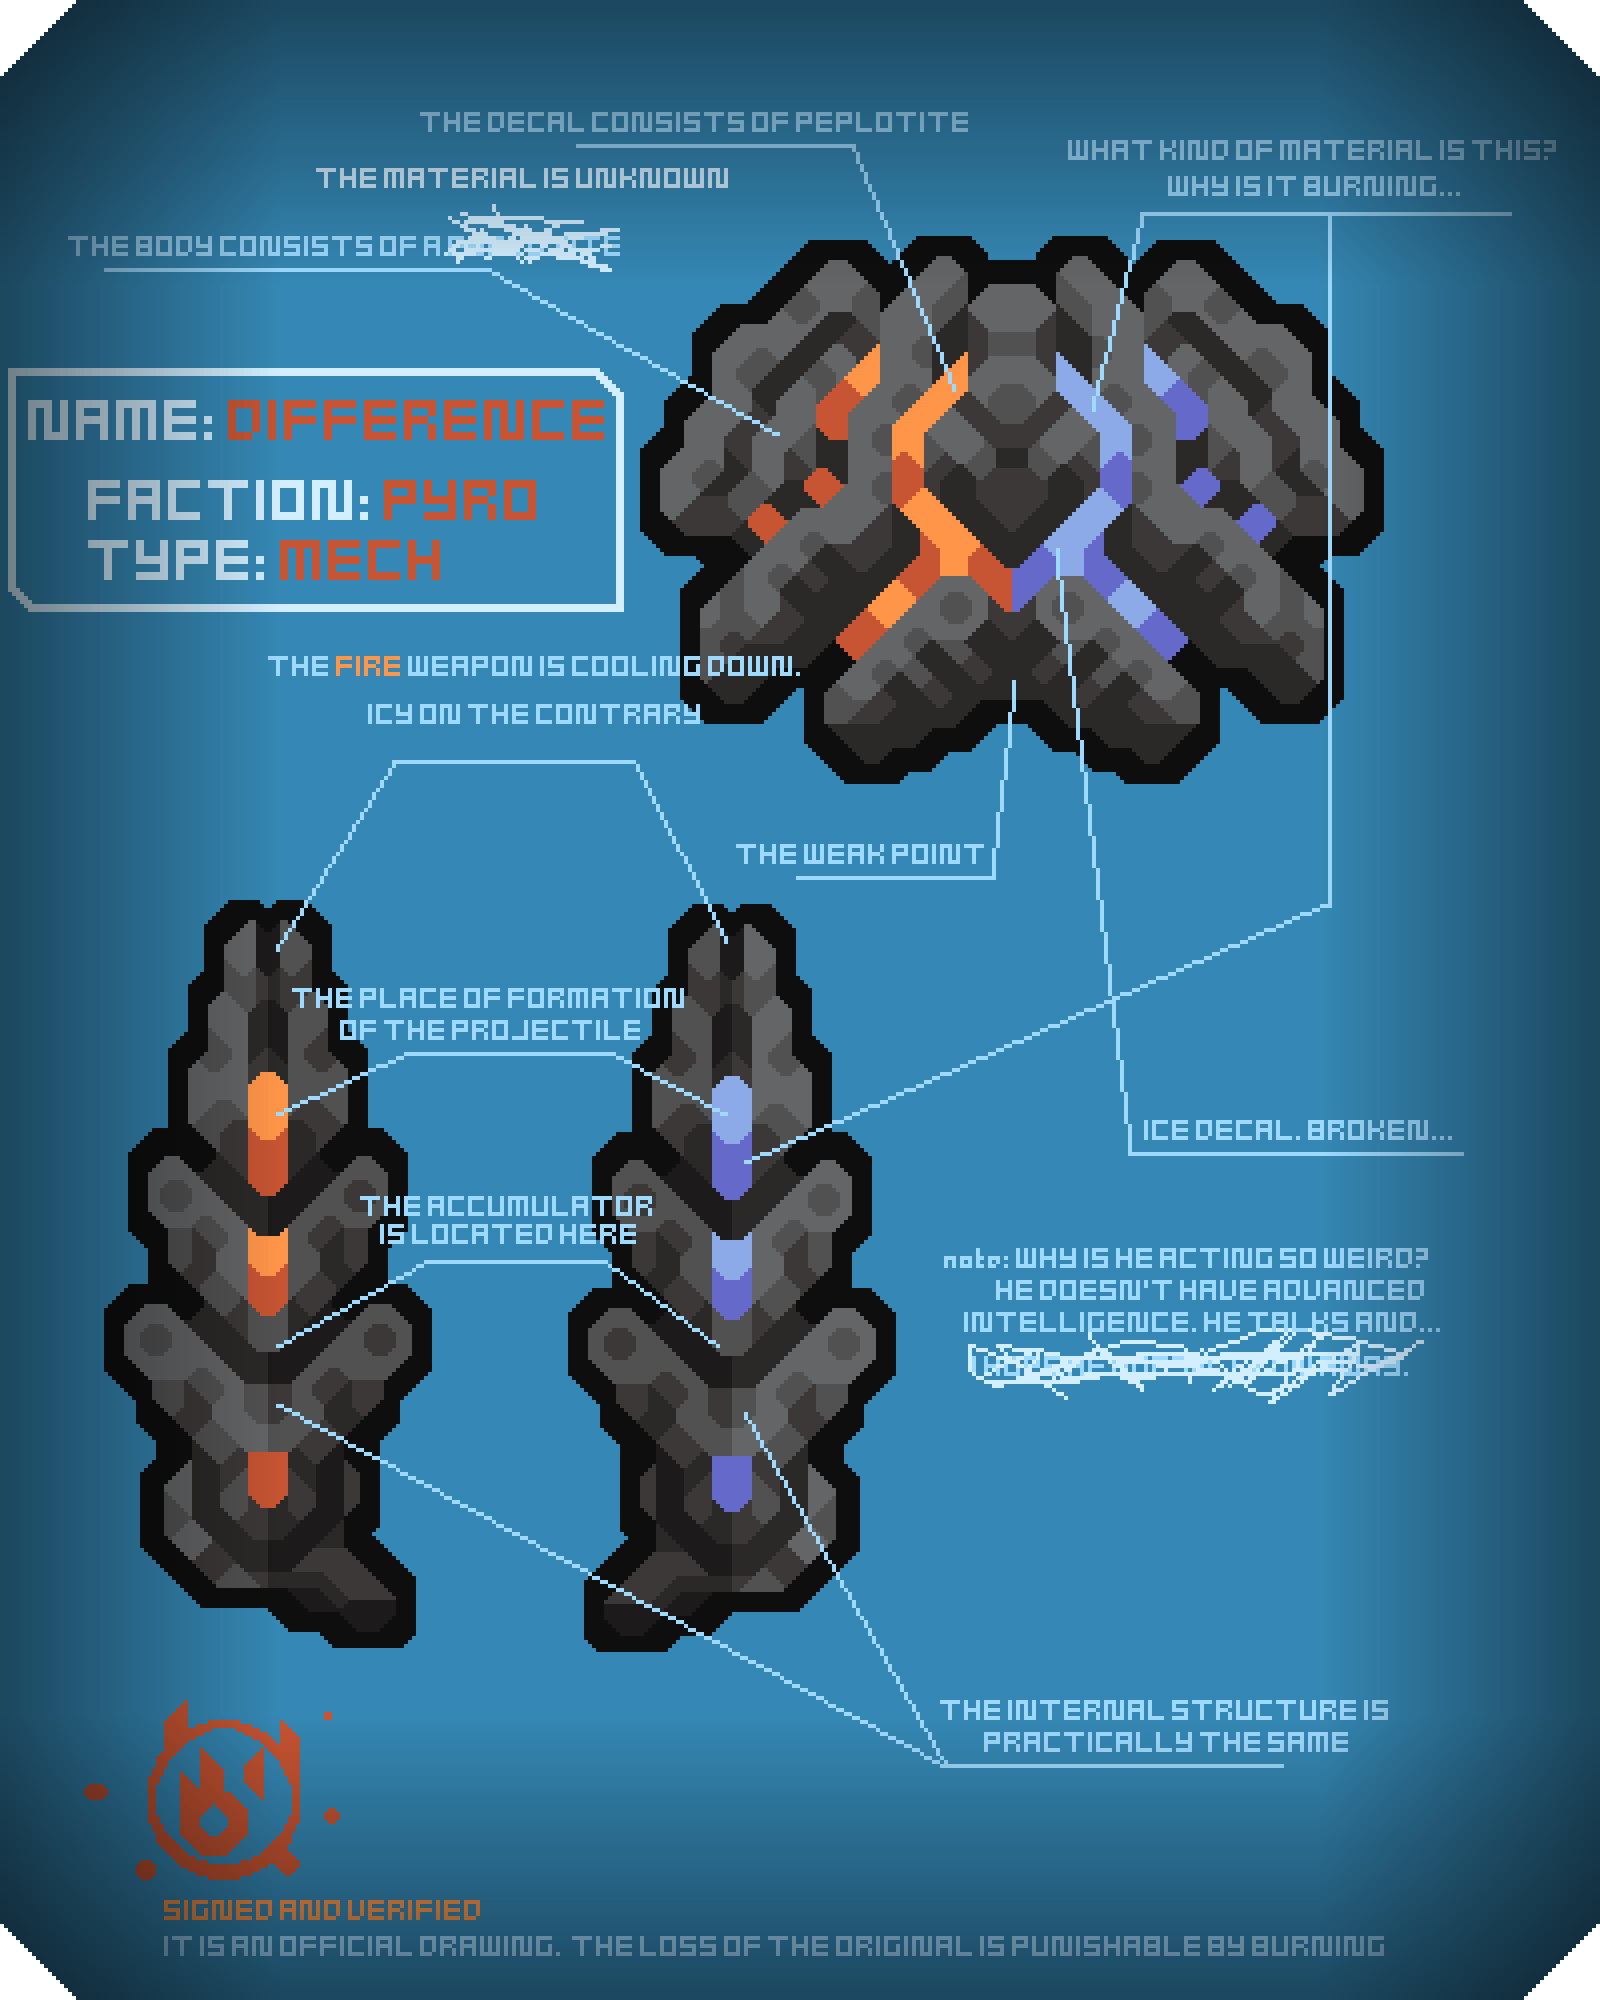 THE DECAL CONSISTS OF PEPLOTITE
WHAT KIND OF MATERIAL IS THIS?
WHY IS IT BURNING...
THE MATERIAL IS UNKNOWN
THE BODY CONSISTS OF A
NAME: DIFFERENCE
FACTION: PYRO
TYPE: MECH
THE FIRE WEAPON IS COOLING DOWN.
ICY ON THE CONTRARY
THE WEAK POINT
THE PLACE OF FORMATION
OF THE PROJECTILE
ICE DECAL. BROKEN...
THE ACCUMULATOR
IS LOCATED HERE
note: WHY IS HE ACTING SO WEIRD?
HE DOESN'T HAVE ADVANCED
INTELLIGENCE. HE TALKS AND...
THE INTERNAL STRUCTURE IS
PRACTICALLY THE SAME
SIGNED AND VERIFIED
IT IS AN OFFICIAL DRAWING. THE LOSS OF THE ORIGINAL IS PUNISHABLE BY BURNING